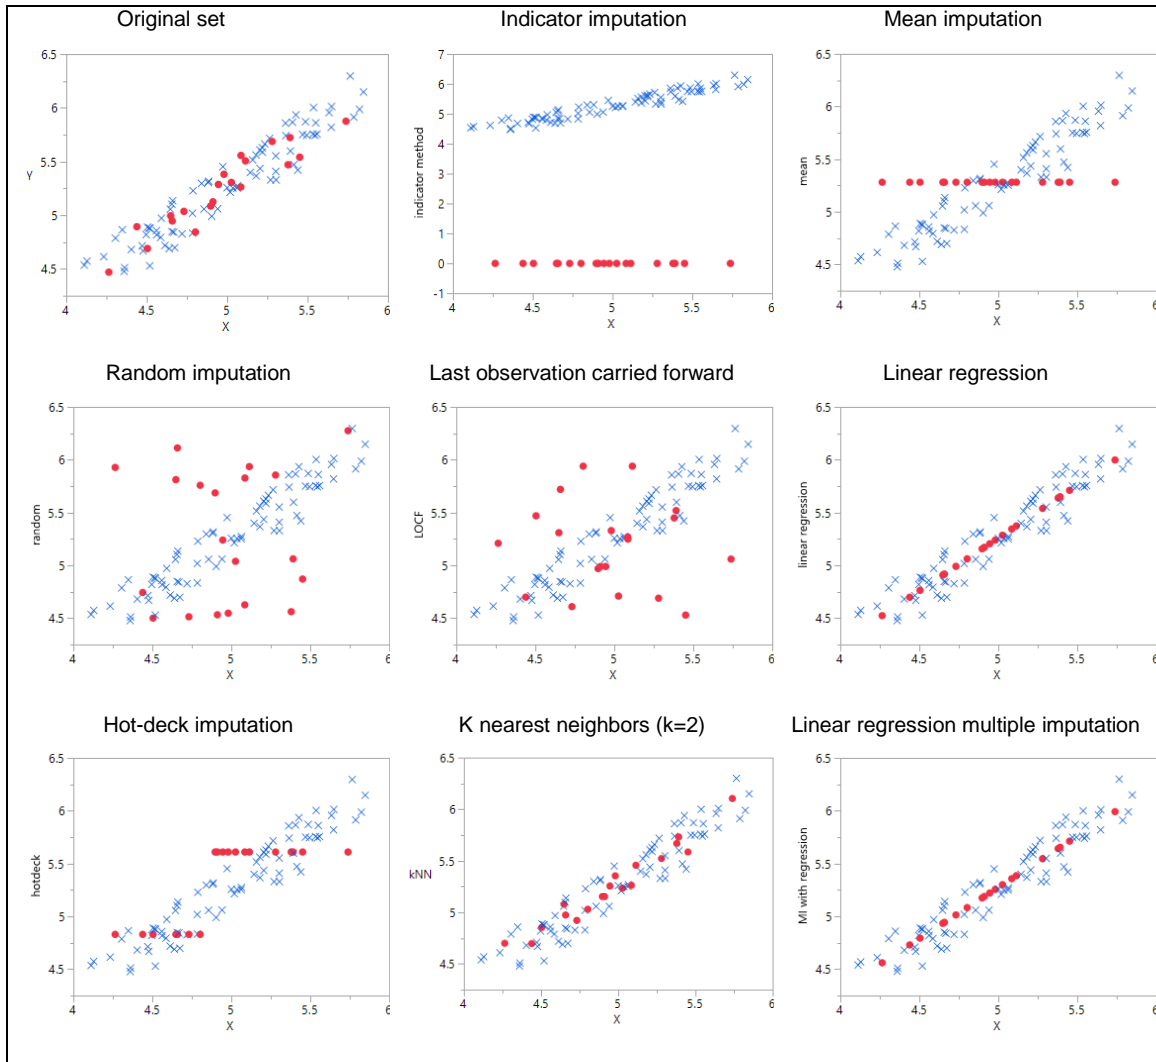 Original set
Indicator imputation
Mean imputation
6.5
6
5.5
5
4.5
Y
4 4.5 5 5.5 6
X
7
6
5
4
3
2
1
0
-1
indicator method
4 4.5 5 5.5 6
X
6.5
6
5.5
5
4.5
mean
4 4.5 5 5.5 6
X
Random imputation
Last observation carried forward
Linear regression
6.5
6
5.5
5
4.5
random
4 4.5 5 5.5 6
X
6.5
6
5.5
5
4.5
LOCF
4 4.5 5 5.5 6
X
6.5
6
5.5
5
4.5
linear regression
4 4.5 5 5.5 6
X
Hot-deck imputation
K nearest neighbors (k=2)
Linear regression multiple imputation
6.5
6
5.5
5
4.5
hotdeck
4 4.5 5 5.5 6
X
6.5
6
5.5
5
4.5
kNN
4 4.5 5 5.5 6
X
6.5
6
5.5
5
4.5
MI with regression
4 4.5 5 5.5 6
X